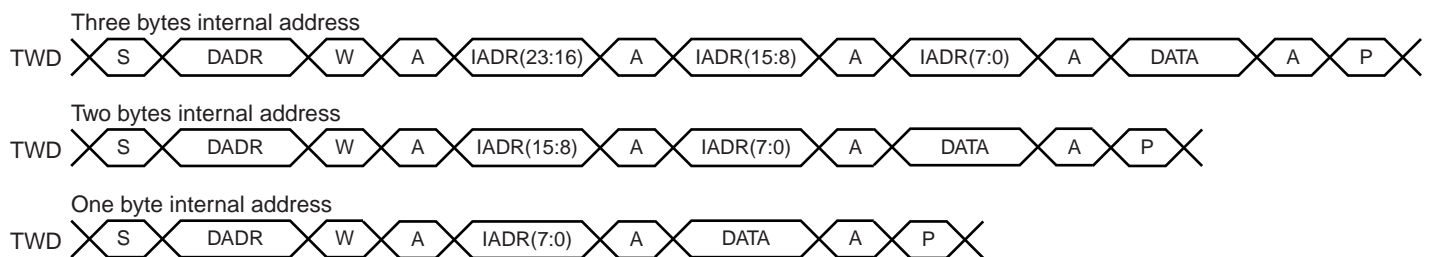 Three bytes internal address
TWD S DADR W A IADR(23:16) A IADR(15:8) A IADR(7:0) A DATA A P
Two bytes internal address
TWD S DADR W A IADR(15:8) A IADR(7:0) A DATA A P
One byte internal address
TWD S DADR W A IADR(7:0) A DATA A P